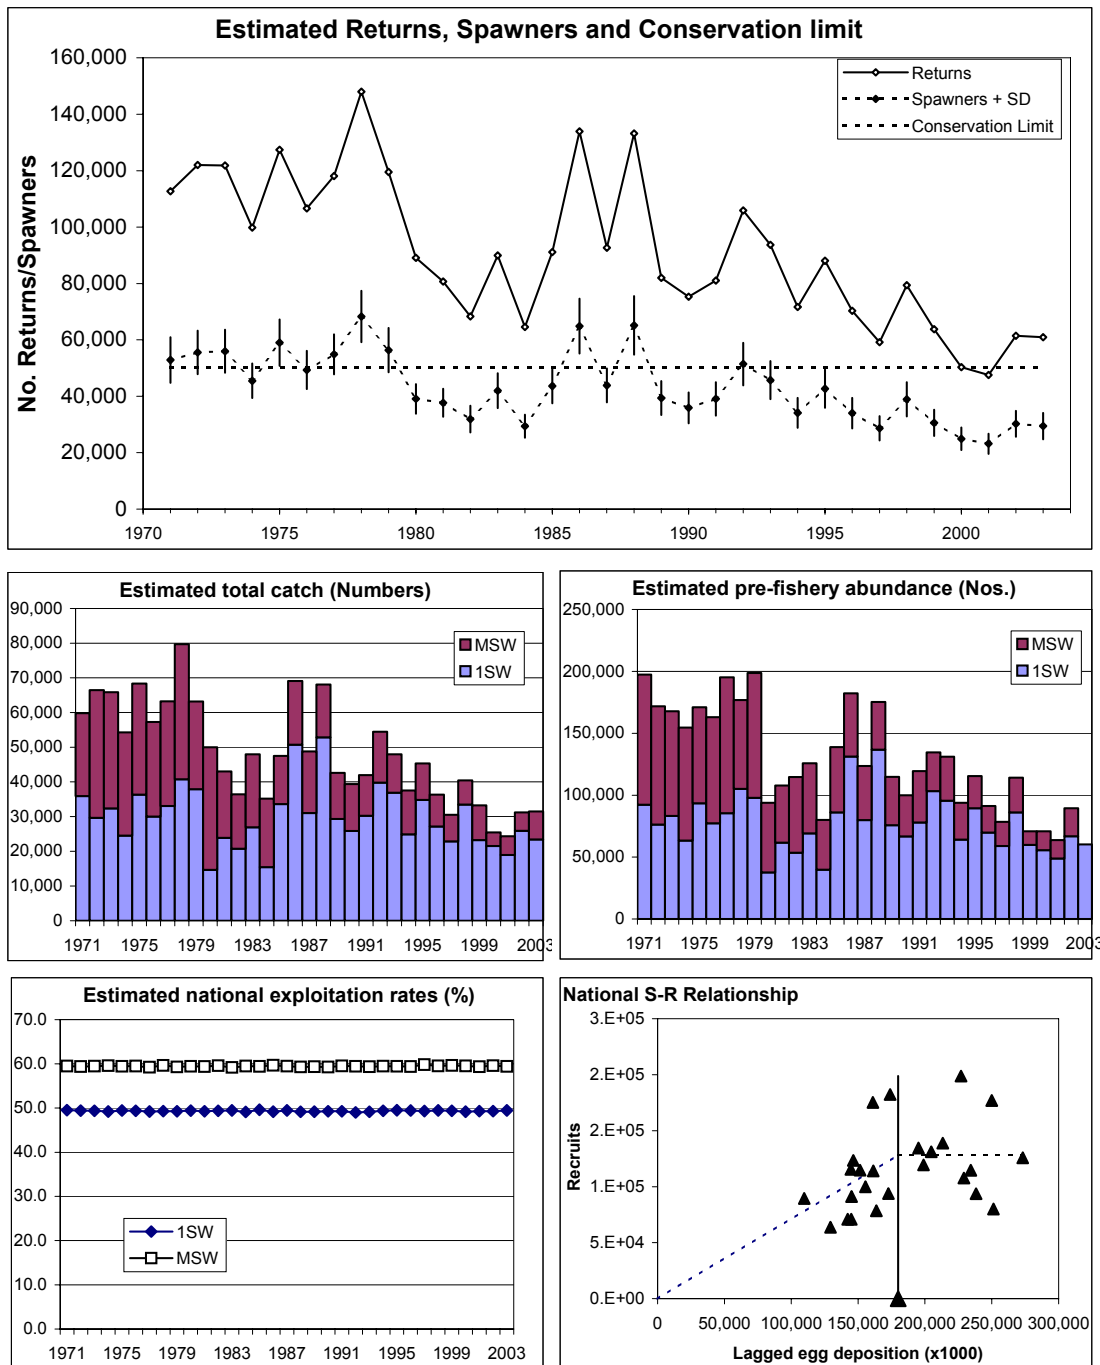 Estimated Returns, Spawners and Conservation limit
160,000
140,000
120,000
100,000
80,000
60,000
40,000
20,000
0
No. Returns/Spawners
Returns
Spawners + SD
Conservation Limit
1970 1975 1980 1985 1990 1995 2000
Estimated total catch (Numbers)
90,000
80,000
70,000
60,000
50,000
40,000
30,000
20,000
10,000
0
MSW
1SW
1971 1975 1979 1983 1987 1991 1995 1999 2003
Estimated pre-fishery abundance (Nos.)
250,000
200,000
150,000
100,000
50,000
0
MSW
1SW
1971 1975 1979 1983 1987 1991 1995 1999 2003
Estimated national exploitation rates (%)
70.0
60.0
50.0
40.0
30.0
20.0
10.0
0.0
1SW
MSW
1971 1975 1979 1983 1987 1991 1995 1999 2003
National S-R Relationship
3.E+05
2.E+05
2.E+05
1.E+05
5.E+04
0.E+00
Recruits
0 50,000 100,000 150,000 200,000 250,000 300,000
Lagged egg deposition (x1000)